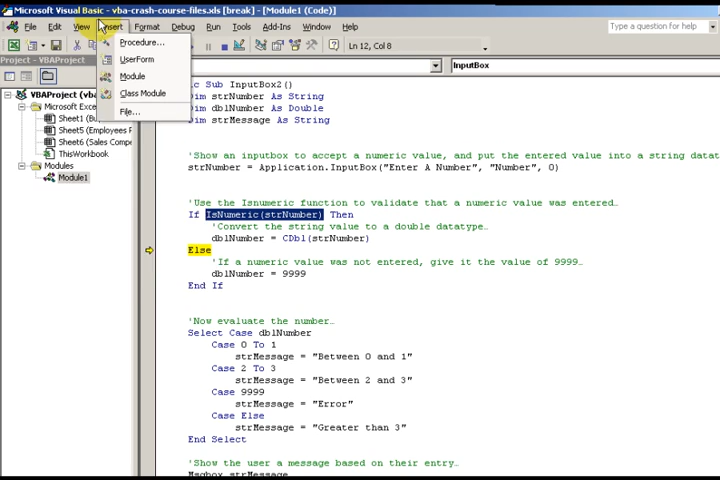 Microsoft Visual Basic - vba-crash-course-files.xls [break] - [Module1 (Code)]
File Edit View Insert Format Debug Run Tools Add-Ins Window Help
Type a question for help
Ln 12, Col 8
Procedure...
UserForm
Module
Class Module
File...
Project - VBAProject
VBAProject (vba
Microsoft Exce
Sheet1 (Bu
Sheet5 (Employees P
Sheet6 (Sales Compe
ThisWorkbook
Modules
Module1
InputBox
ic Sub InputBox2()
Dim strNumber As String
Dim dblNumber As Double
Dim strMessage As String
'Show an inputbox to accept a numeric value, and put the entered value into a string datat
strNumber = Application.InputBox("Enter A Number", "Number", 0)
'Use the Isnumeric function to validate that a numeric value was entered…
If IsNumeric(strNumber) Then
'Convert the string value to a double datatype…
dblNumber = CDbl(strNumber)
Else
'If a numeric value was not entered, give it the value of 9999…
dblNumber = 9999
End If
'Now evaluate the number…
Select Case dblNumber
Case 0 To 1
strMessage = "Between 0 and 1"
Case 2 To 3
strMessage = "Between 2 and 3"
Case 9999
strMessage = "Error"
Case Else
strMessage = "Greater than 3"
End Select
'Show the user a message based on their entry…
Msgbox strMessage